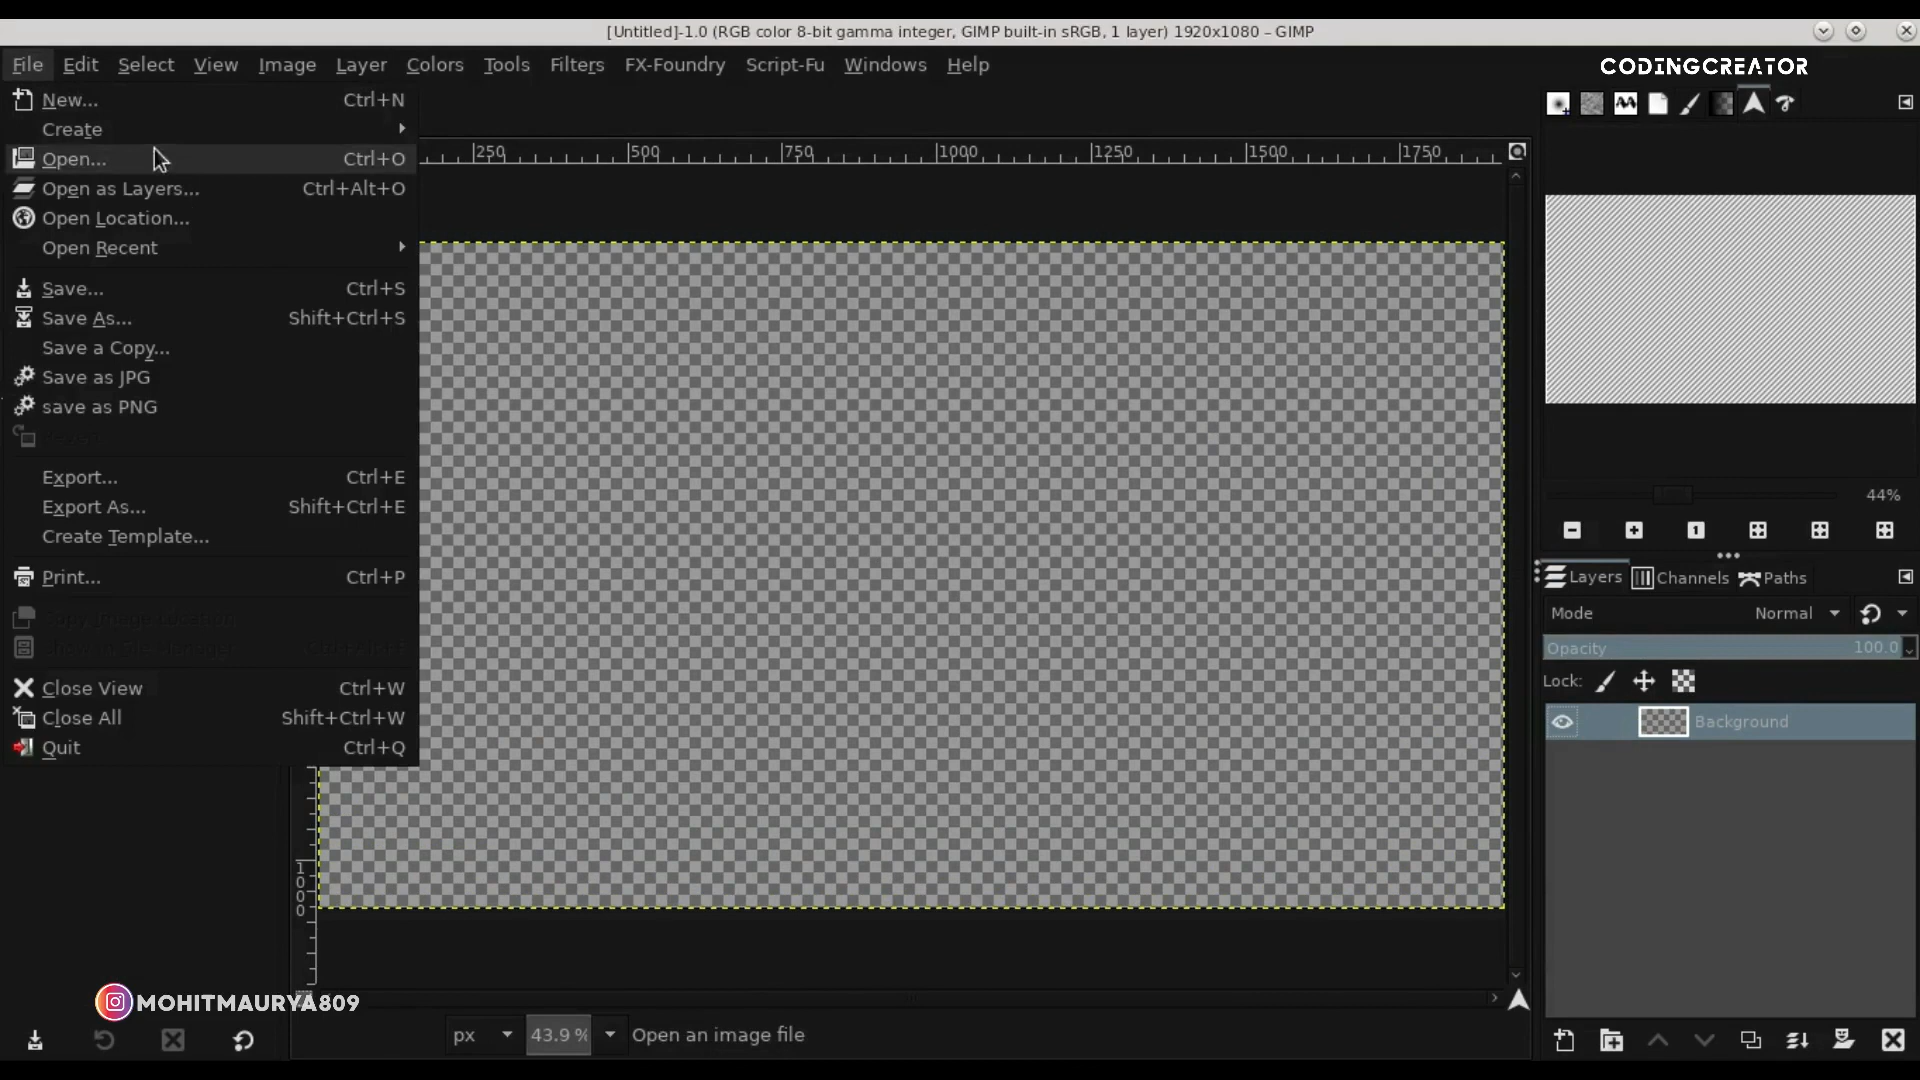 [Untitled]-1.0 (RGB color 8-bit gamma integer, GIMP built-in sRGB, 1 layer) 1920x1080 – GIMP
File Edit Select View Image Layer Colors Tools Filters FX-Foundry Script-Fu Windows Help
CODINGCREATOR
New... Ctrl+N
Create
Open... Ctrl+O
Open as Layers... Ctrl+Alt+O
Open Location...
Open Recent
Save... Ctrl+S
Save As... Shift+Ctrl+S
Save a Copy...
Save as JPG
save as PNG
Export... Ctrl+E
Export As... Shift+Ctrl+E
Create Template...
Print... Ctrl+P
Close View Ctrl+W
Close All Shift+Ctrl+W
Quit Ctrl+Q
250 500 750 1000 1250 1500 1750
1000
44%
Layers Channels Paths
Mode Normal
Opacity 100.0
Lock:
Background
MOHITMAURYA809
px 43.9 % Open an image file